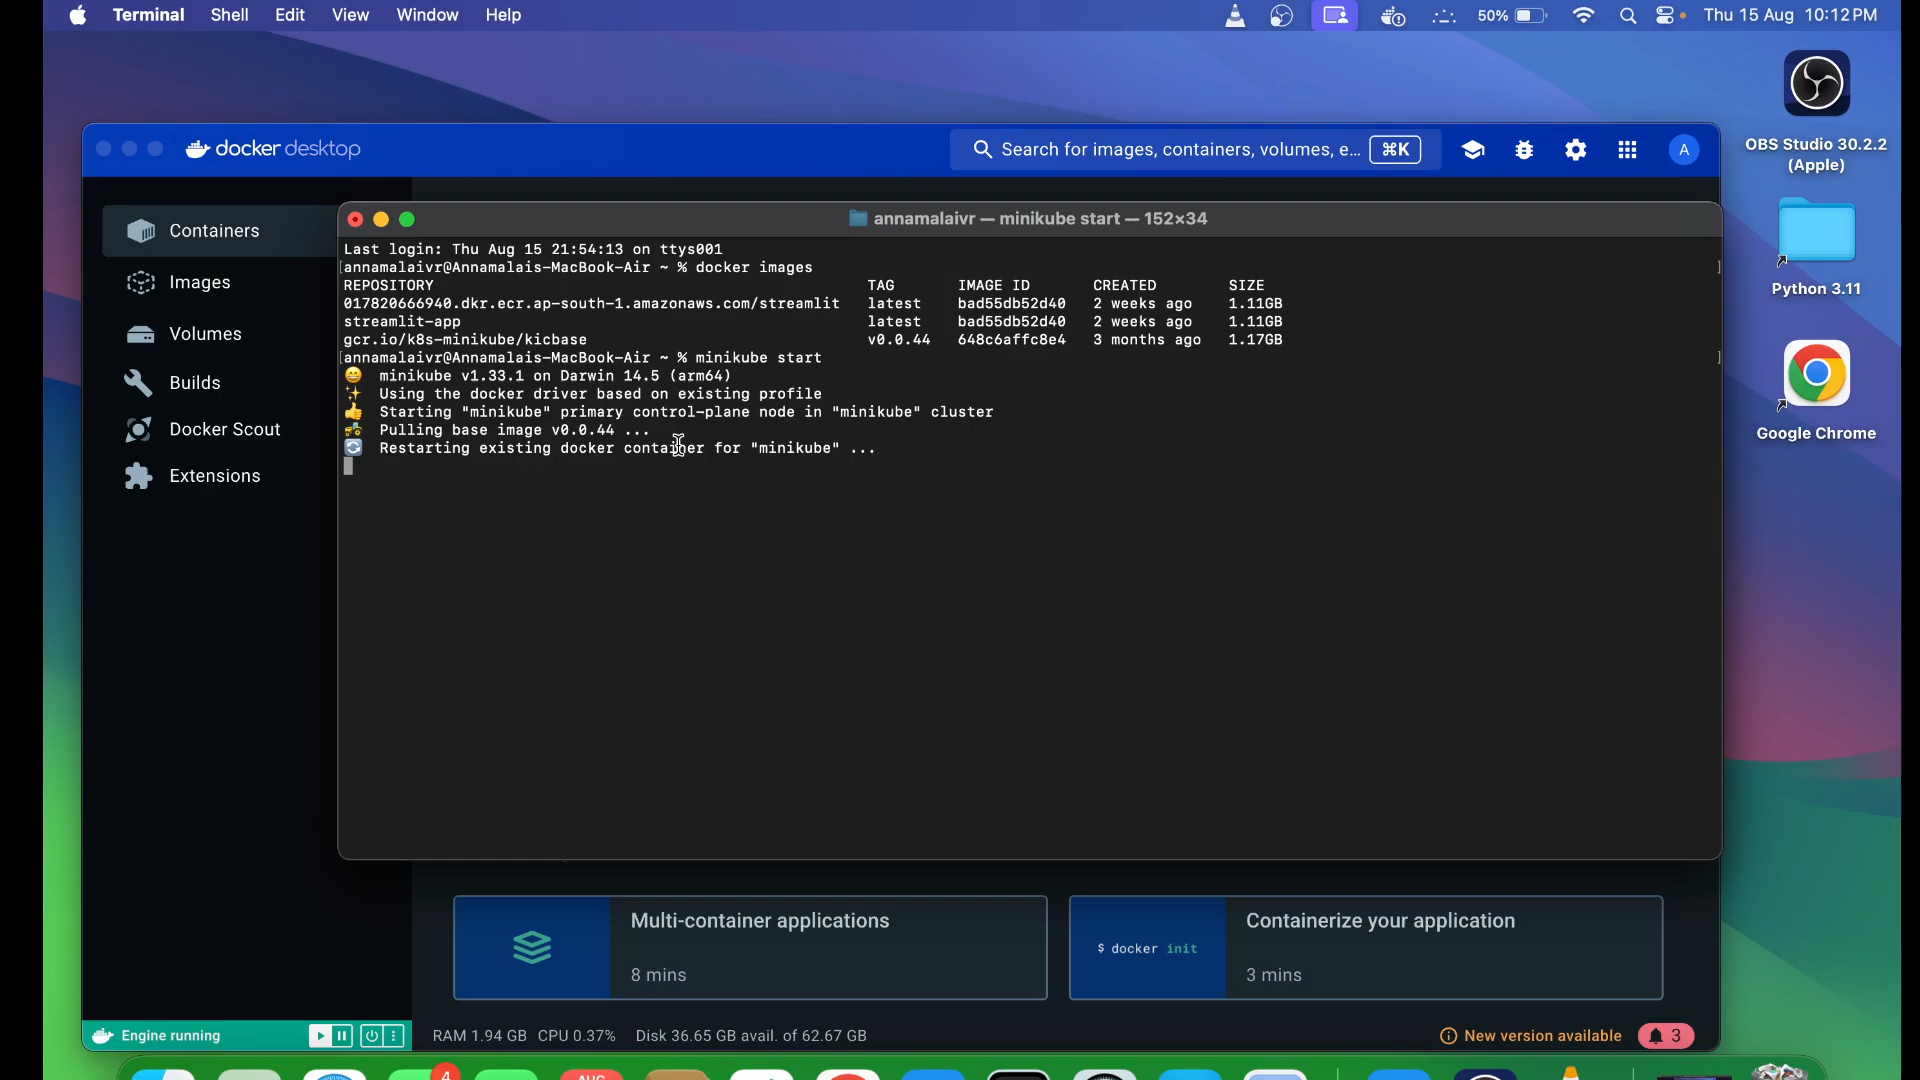 Terminal Shell Edit View Window Help 50% Thu 15 Aug 10:12 PM
OBS Studio 30.2.2
(Apple)
Python 3.11
Google Chrome
docker desktop Search for images, containers, volumes, e... ⌘K A
Containers
Images
Volumes
Builds
Docker Scout
Extensions
annamalaivr — minikube start — 152×34
Last login: Thu Aug 15 21:54:13 on ttys001
[annamalaivr@Annamalais-MacBook-Air ~ % docker images ]
REPOSITORY TAG IMAGE ID CREATED SIZE
017820666940.dkr.ecr.ap-south-1.amazonaws.com/streamlit latest bad55db52d40 2 weeks ago 1.11GB
streamlit-app latest bad55db52d40 2 weeks ago 1.11GB
gcr.io/k8s-minikube/kicbase v0.0.44 648c6affc8e4 3 months ago 1.17GB
[annamalaivr@Annamalais-MacBook-Air ~ % minikube start ]
😄 minikube v1.33.1 on Darwin 14.5 (arm64)
✨ Using the docker driver based on existing profile
👍 Starting "minikube" primary control-plane node in "minikube" cluster
🚜 Pulling base image v0.0.44 ...
🔄 Restarting existing docker container for "minikube" ...
Multi-container applications
8 mins
$ docker init
Containerize your application
3 mins
Engine running
RAM 1.94 GB CPU 0.37% Disk 36.65 GB avail. of 62.67 GB
New version available 3
4
AUG